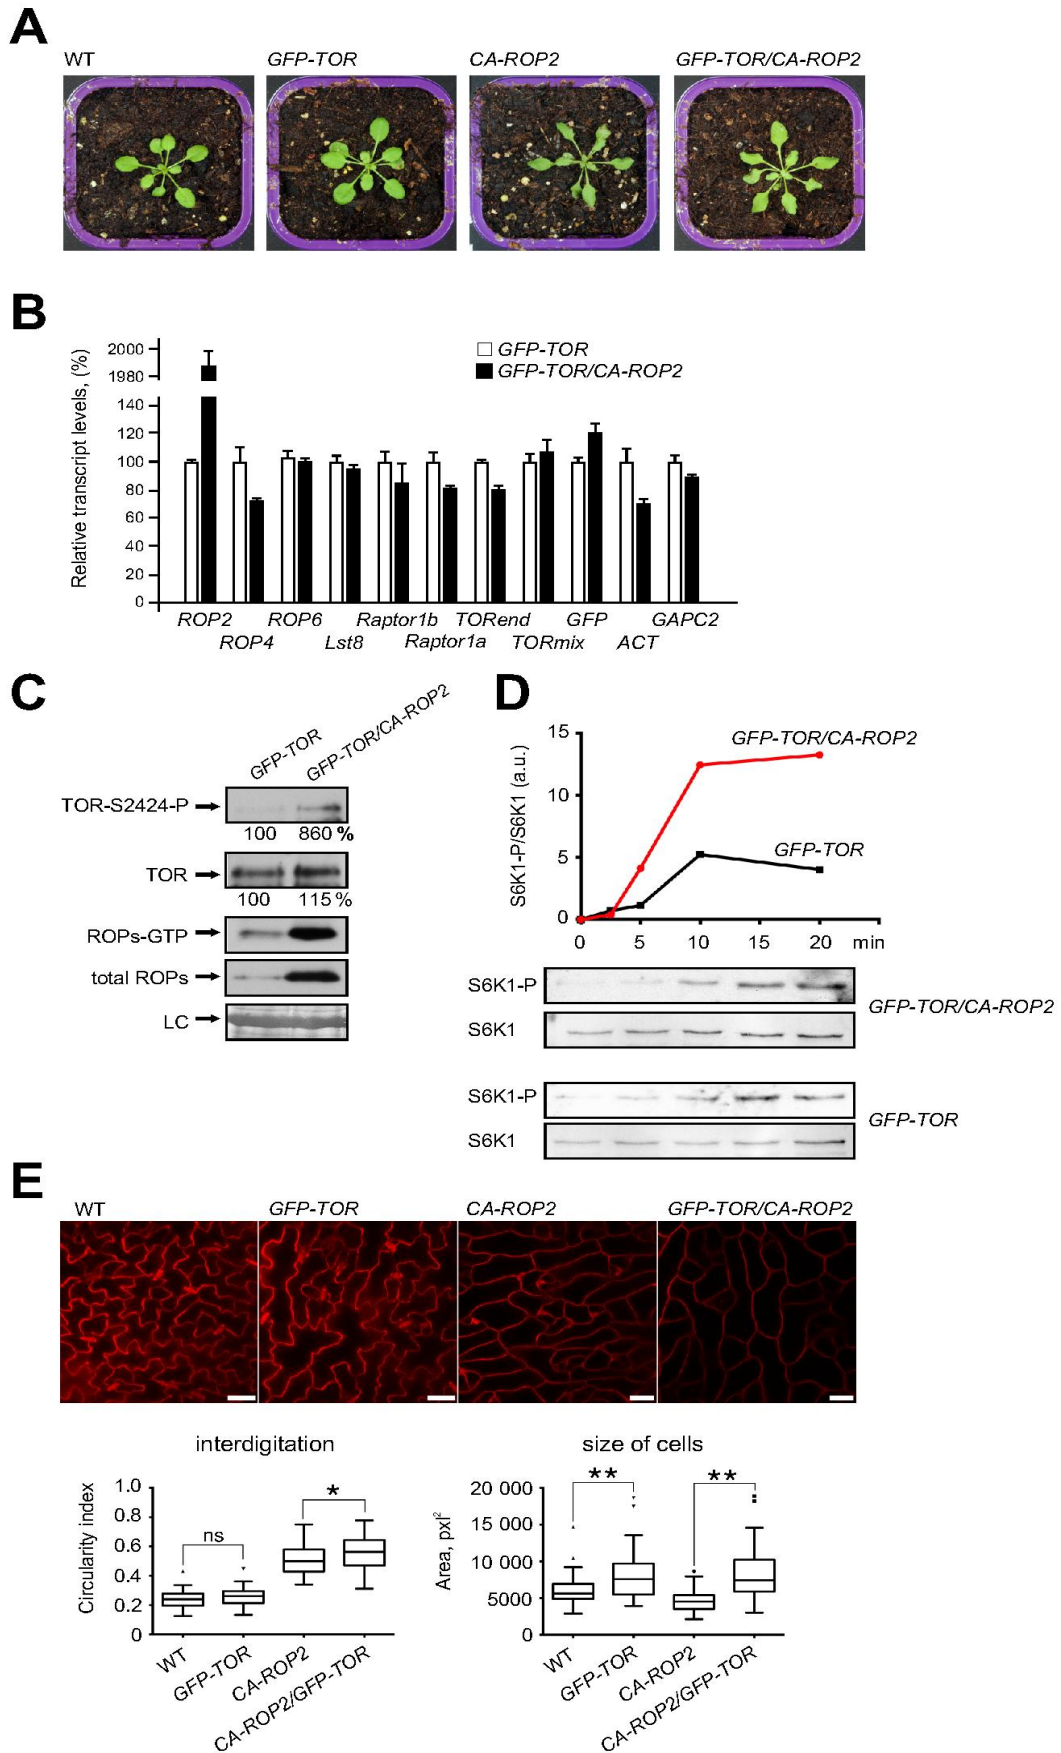 A
WT GFP-TOR CA-ROP2 GFP-TOR/CA-ROP2
B
Relative transcript levels, (%)
2000
1980
140
120
100
80
60
40
20
0
GFP-TOR
GFP-TOR/CA-ROP2
ROP2 ROP6 Raptor1b TORend GFP GAPC2
ROP4 Lst8 Raptor1a TORmix ACT
C
GFP-TOR
GFP-TOR/CA-ROP2
TOR-S2424-P
100 860 %
TOR
100 115 %
ROPs-GTP
total ROPs
LC
D
S6K1-P/S6K1 (a.u.)
15
10
5
0
GFP-TOR/CA-ROP2
GFP-TOR
0 5 10 15 20 min
S6K1-P
S6K1
GFP-TOR/CA-ROP2
S6K1-P
S6K1
GFP-TOR
E
WT GFP-TOR CA-ROP2 GFP-TOR/CA-ROP2
interdigitation
Circularity index
1.0
0.8
0.6
0.4
0.2
0
ns
*
WT
GFP-TOR
CA-ROP2
CA-ROP2/GFP-TOR
size of cells
Area, pxl²
20 000
15 000
10 000
5000
0
**
**
WT
GFP-TOR
CA-ROP2
CA-ROP2/GFP-TOR